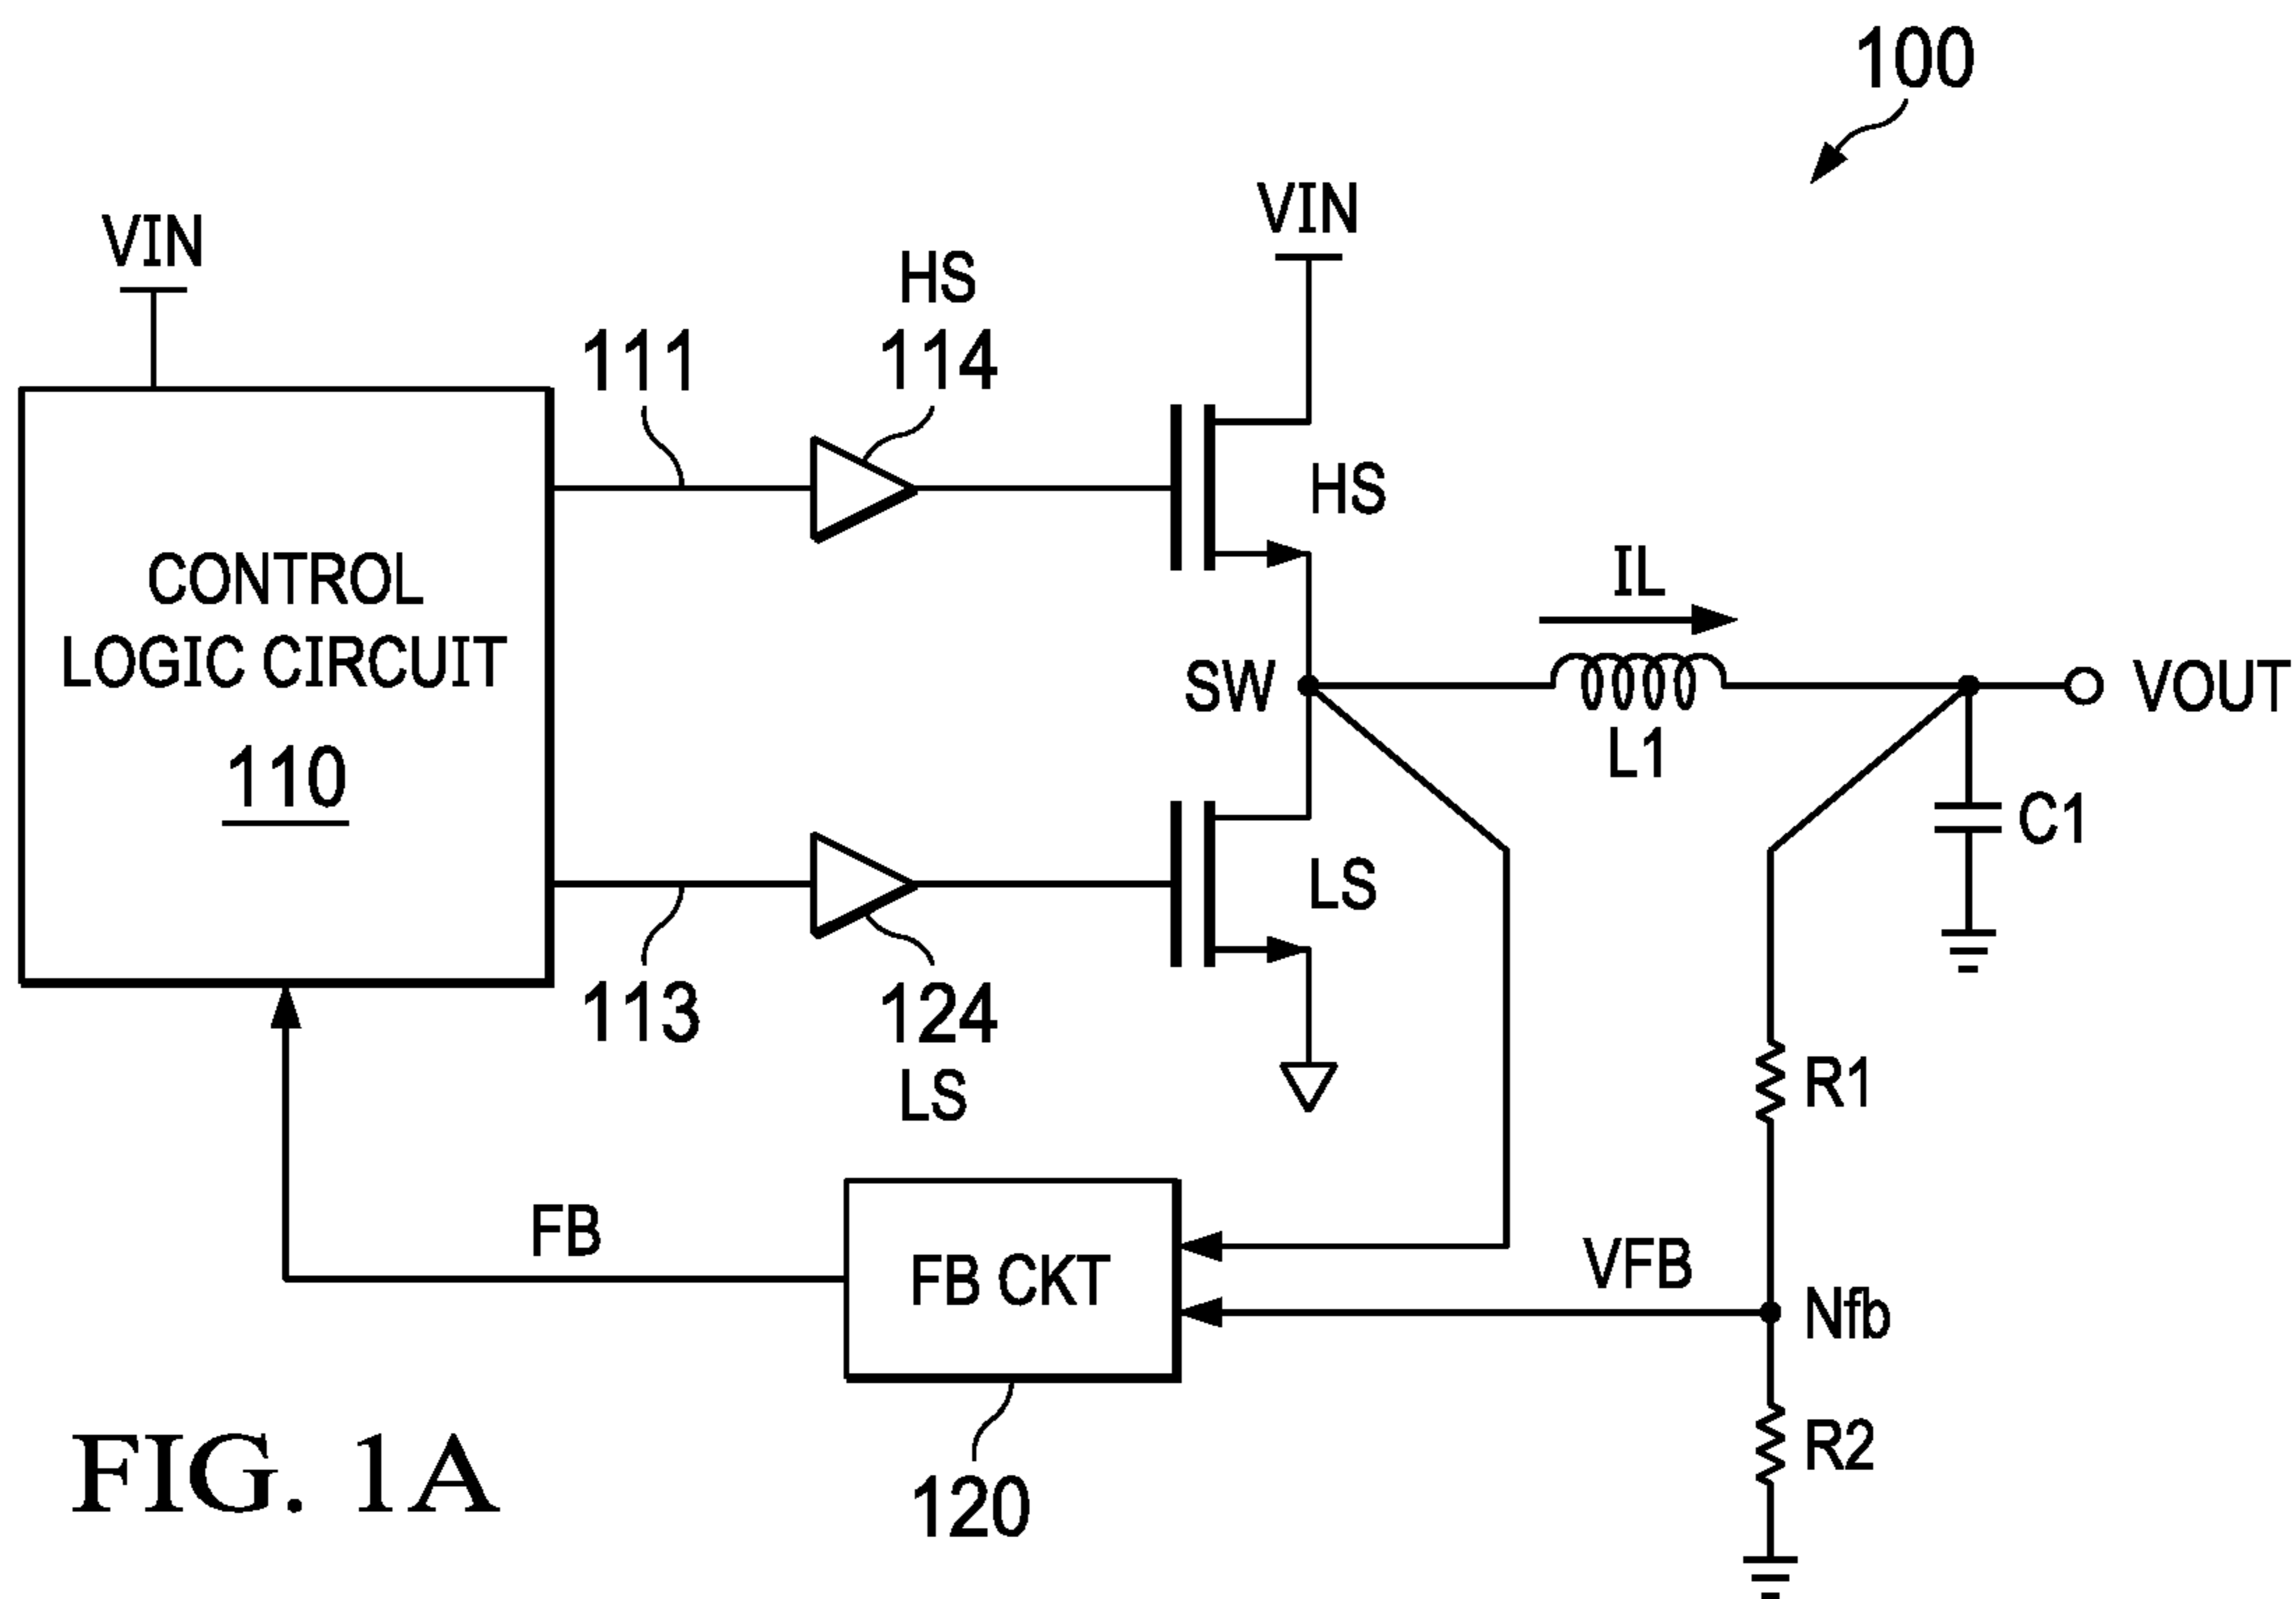 100
VIN
VIN
HS
114
111
HS
CONTROL
LOGIC CIRCUIT
110
IL
SW
L1
VOUT
C1
LS
113
124
LS
R1
FB
FB CKT
VFB
Nfb
R2
120
FIG. 1A